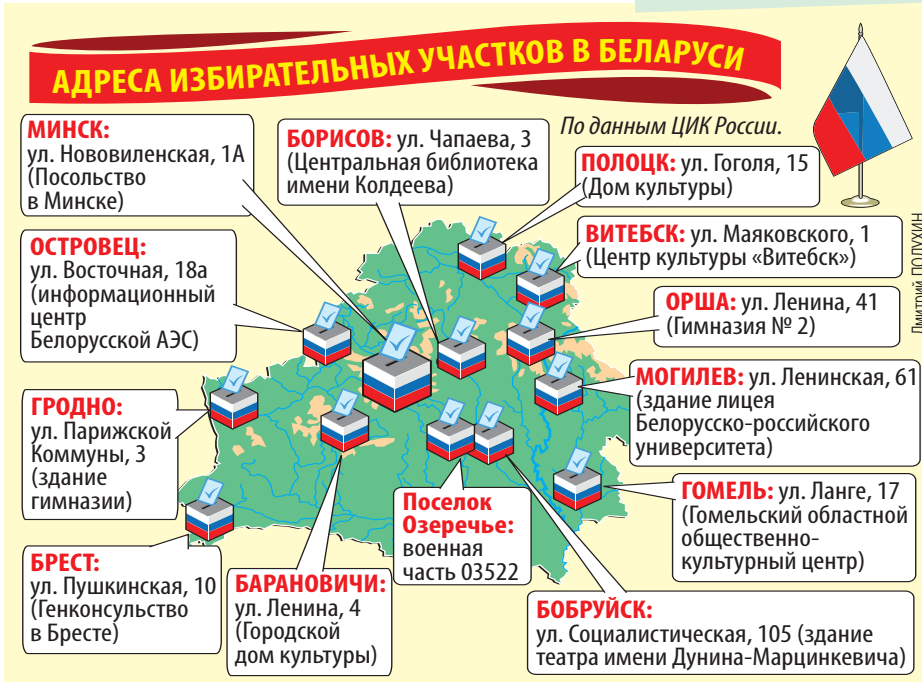 АДРЕСА ИЗБИРАТЕЛЬНЫХ УЧАСТКОВ В БЕЛАРУСИ
По данным ЦИК России.
МИНСК:
ул. Нововиленская, 1А
(Посольство
в Минске)
БОРИСОВ: ул. Чапаева, 3
(Центральная библиотека
имени Колдеева)
ПОЛОЦК: ул. Гоголя, 15
(Дом культуры)
ВИТЕБСК: ул. Маяковского, 1
(Центр культуры «Витебск»)
ОСТРОВЕЦ:
ул. Восточная, 18а
(информационный
центр
Белорусской АЭС)
ОРША: ул. Ленина, 41
(Гимназия № 2)
МОГИЛЕВ: ул. Ленинская, 61
(здание лицея
Белорусско-российского
университета)
ГРОДНО:
ул. Парижской
Коммуны, 3
(здание
гимназии)
ГОМЕЛЬ: ул. Ланге, 17
(Гомельский областной
общественно-
культурный центр)
Поселок
Озеречье:
военная
часть 03522
БРЕСТ:
ул. Пушкинская, 10
(Генконсульство
в Бресте)
БАРАНОВИЧИ:
ул. Ленина, 4
(Городской
дом культуры)
БОБРУЙСК:
ул. Социалистическая, 105 (здание
театра имени Дунина-Марцинкевича)
Дмитрий ПОЛУХИН